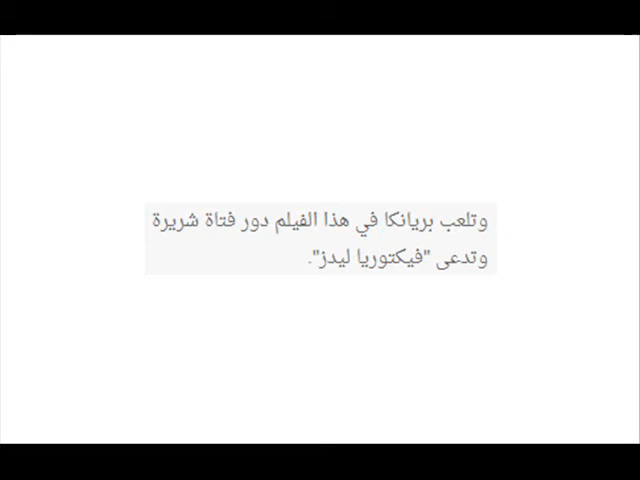 وتلعب بريانكا في هذا الفيلم دور فتاة شريرة
وتدعى "فيكتوريا ليدز".